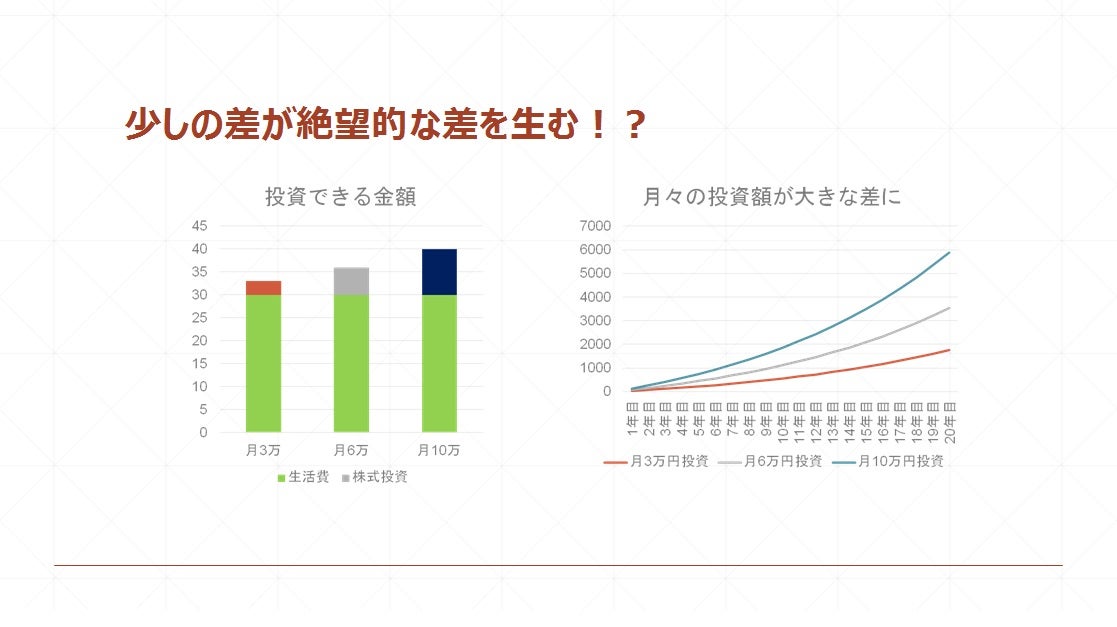 少しの差が絶望的な差を生む！？
投資できる金額
45
40
35
30
25
20
15
10
5
0
月3万 月6万 月10万
生活費 株式投資
月々の投資額が大きな差に
7000
6000
5000
4000
3000
2000
1000
0
1年目 2年目 3年目 4年目 5年目 6年目 7年目 8年目 9年目 10年目 11年目 12年目 13年目 14年目 15年目 16年目 17年目 18年目 19年目 20年目
月3万円投資 月6万円投資 月10万円投資